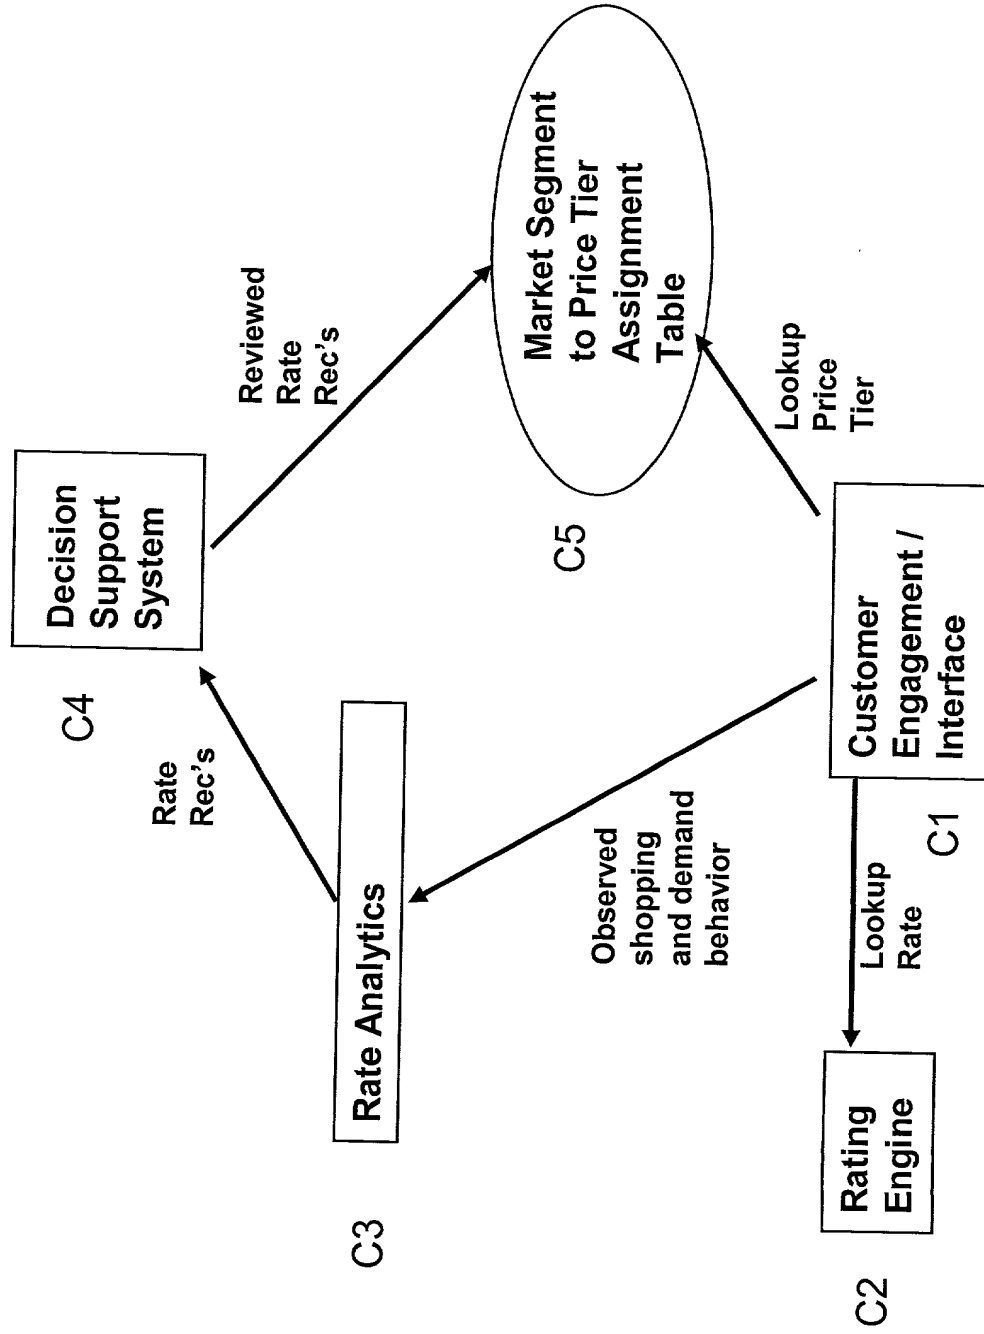 C4
Decision
Support
System
Rate
Rec's
Reviewed
Rate
Rec's
C3
Rate Analytics
Market Segment
to Price Tier
Assignment
Table
C5
Observed
shopping
and demand
behavior
Lookup
Price
Tier
C2
Rating
Engine
Lookup
Rate
C1
Customer
Engagement /
Interface